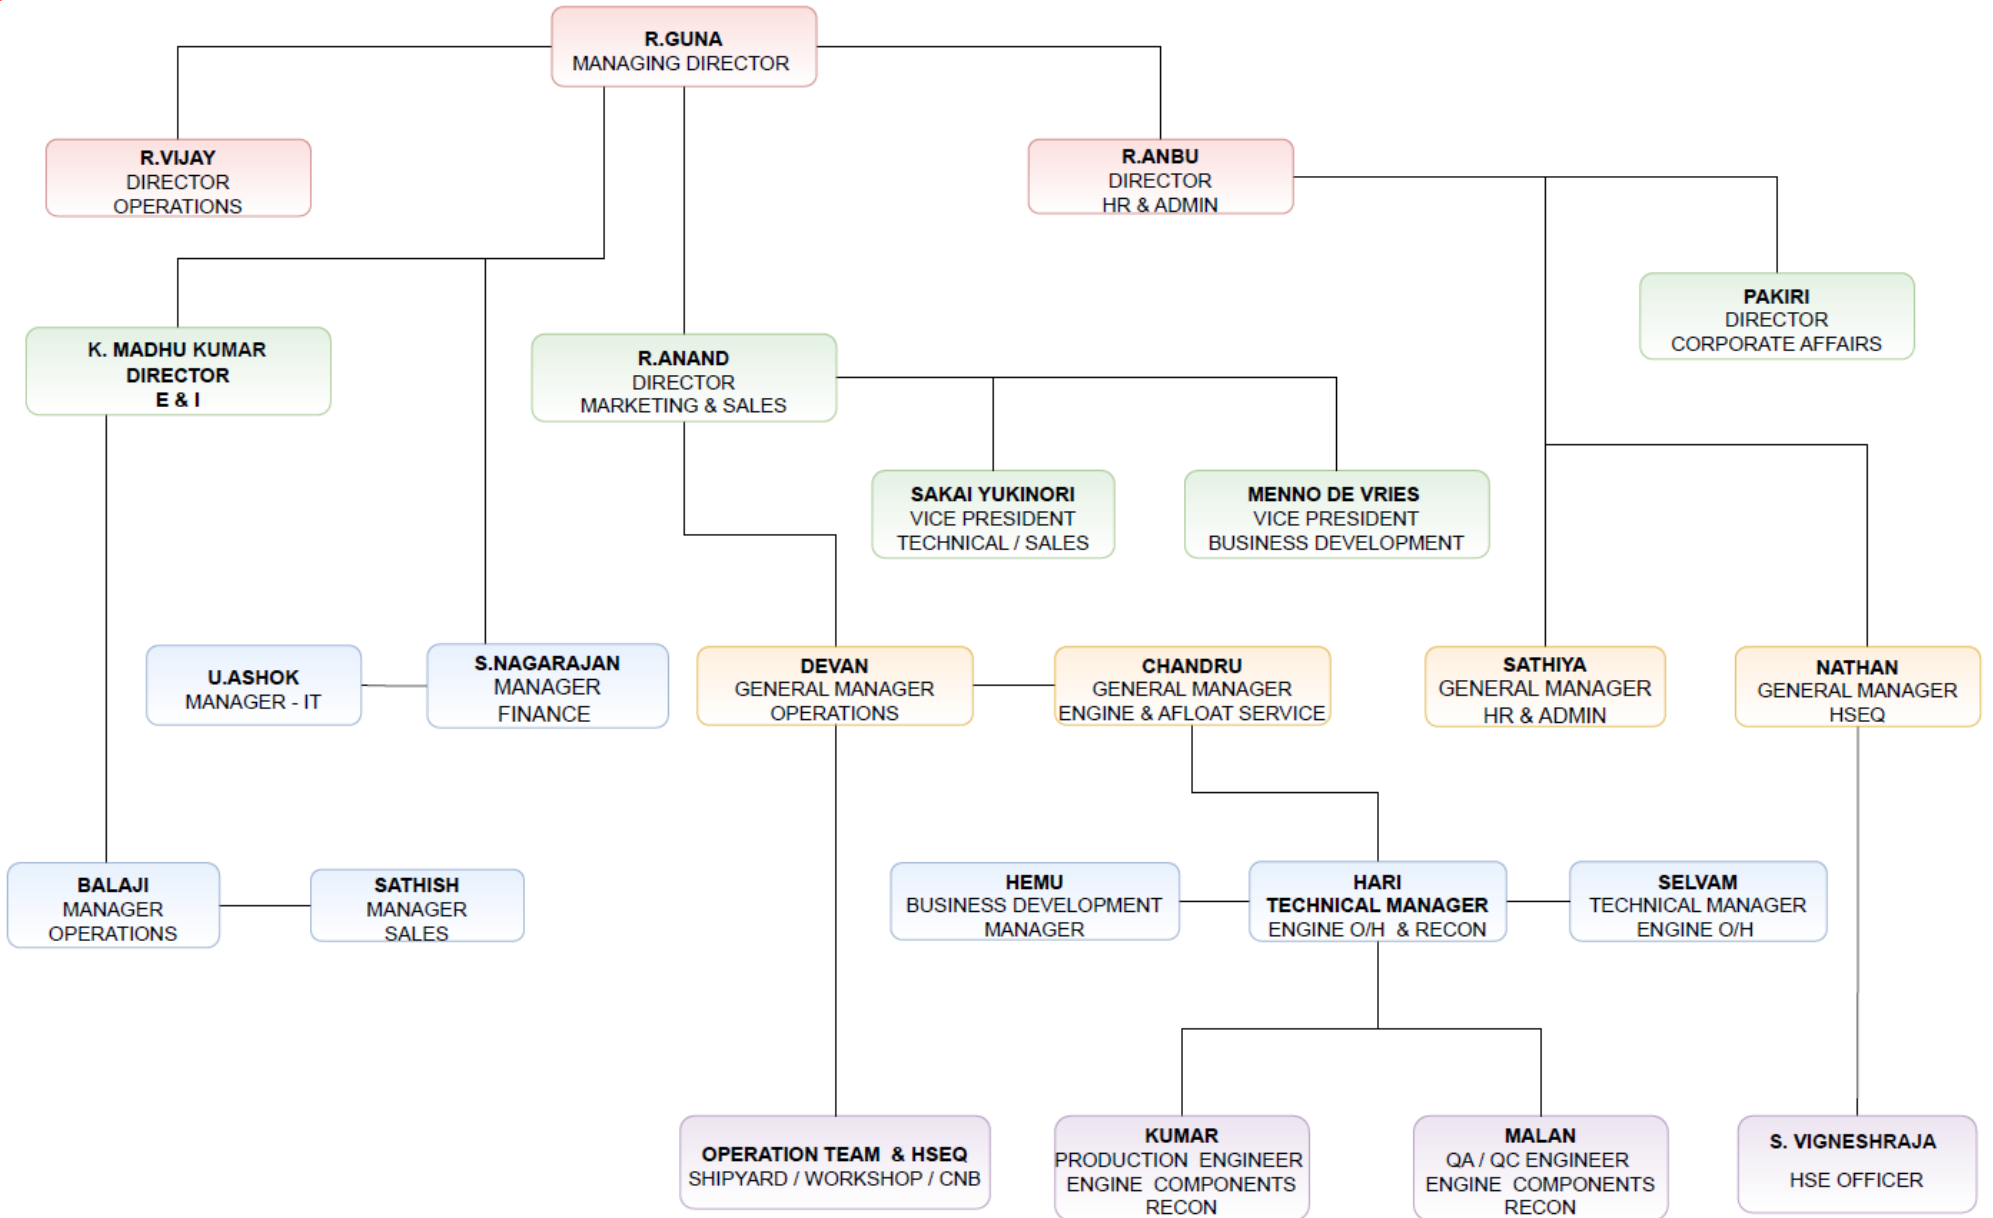 R.GUNA
MANAGING DIRECTOR
R.VIJAY
DIRECTOR
OPERATIONS
R.ANBU
DIRECTOR
HR & ADMIN
PAKIRI
DIRECTOR
CORPORATE AFFAIRS
K. MADHU KUMAR
DIRECTOR
E & I
R.ANAND
DIRECTOR
MARKETING & SALES
SAKAI YUKINORI
VICE PRESIDENT
TECHNICAL / SALES
MENNO DE VRIES
VICE PRESIDENT
BUSINESS DEVELOPMENT
U.ASHOK
MANAGER - IT
S.NAGARAJAN
MANAGER
FINANCE
DEVAN
GENERAL MANAGER
OPERATIONS
CHANDRU
GENERAL MANAGER
ENGINE & AFLOAT SERVICE
SATHIYA
GENERAL MANAGER
HR & ADMIN
NATHAN
GENERAL MANAGER
HSEQ
BALAJI
MANAGER
OPERATIONS
SATHISH
MANAGER
SALES
HEMU
BUSINESS DEVELOPMENT
MANAGER
HARI
TECHNICAL MANAGER
ENGINE O/H & RECON
SELVAM
TECHNICAL MANAGER
ENGINE O/H
OPERATION TEAM & HSEQ
SHIPYARD / WORKSHOP / CNB
KUMAR
PRODUCTION ENGINEER
ENGINE COMPONENTS
RECON
MALAN
QA / QC ENGINEER
ENGINE COMPONENTS
RECON
S. VIGNESHRAJA
HSE OFFICER